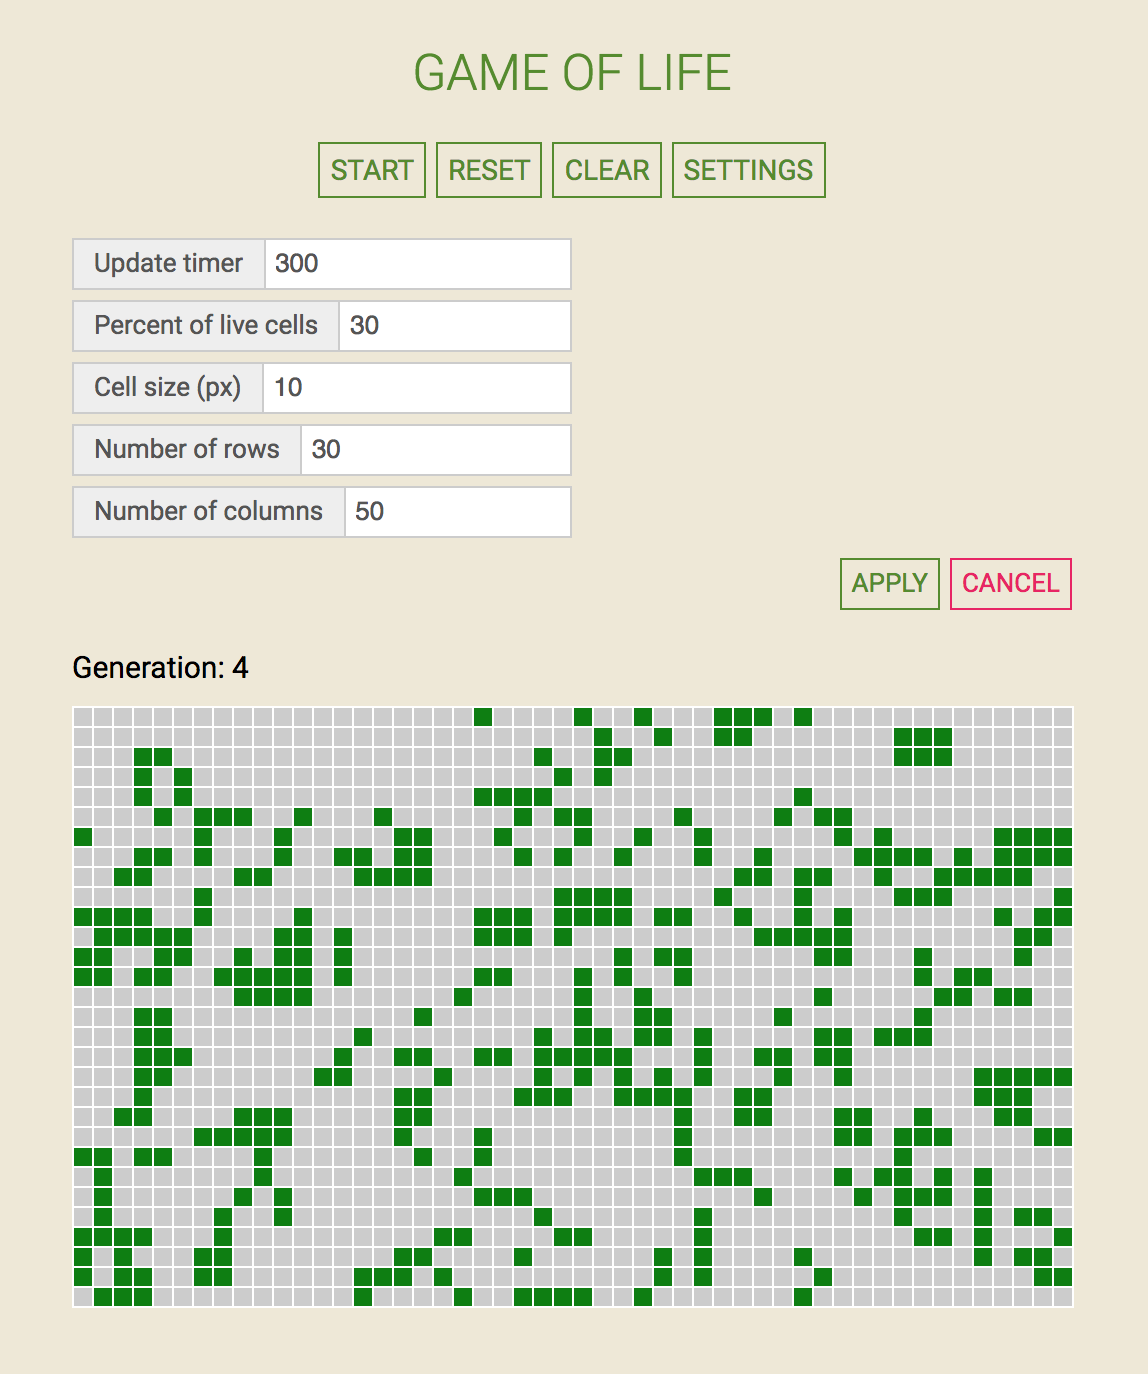 GAME OF LIFE
START RESET CLEAR SETTINGS
Update timer 300
Percent of live cells 30
Cell size (px) 10
Number of rows 30
Number of columns 50
APPLY CANCEL
Generation: 4